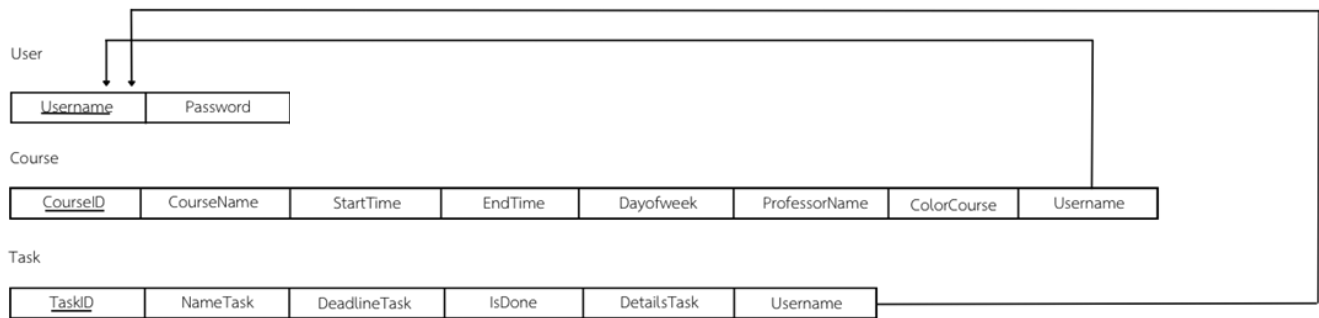 User
Username Password
Course
CourseID CourseName StartTime EndTime Dayofweek ProfessorName ColorCourse Username
Task
TaskID NameTask DeadlineTask IsDone DetailsTask Username